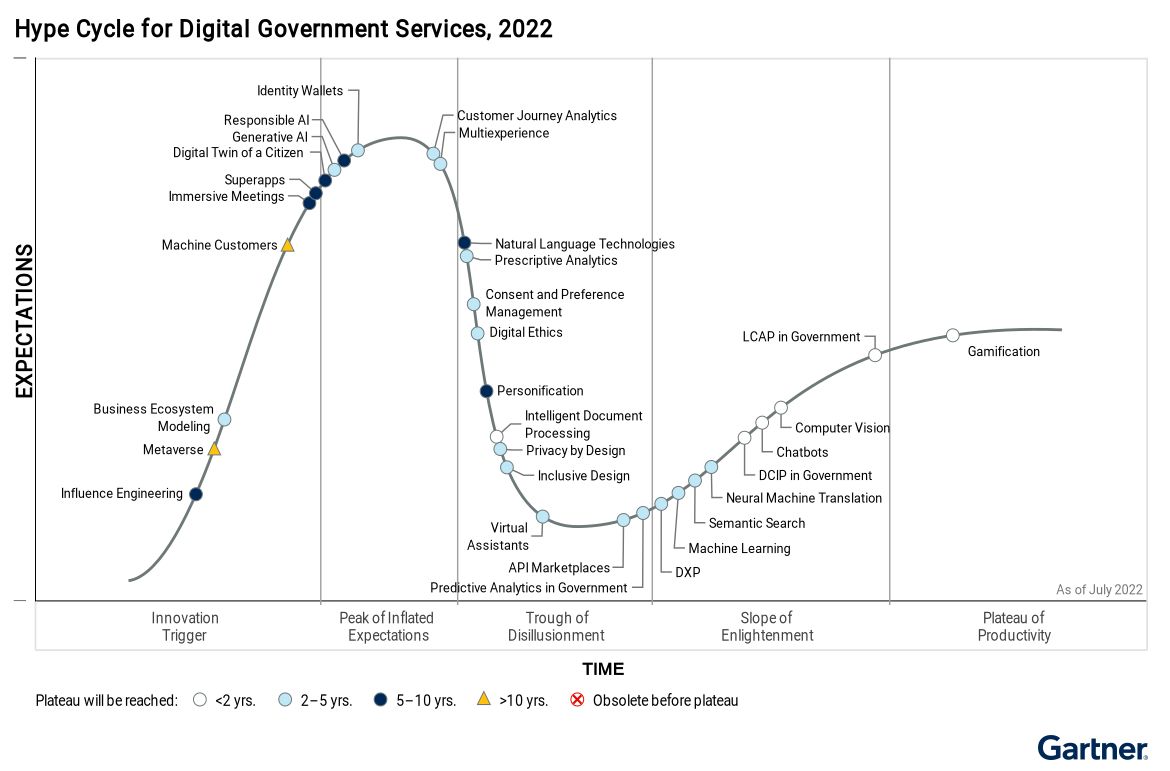 Hype Cycle for Digital Government Services, 2022
EXPECTATIONS
Identity Wallets
Responsible AI
Generative AI
Digital Twin of a Citizen
Superapps
Immersive Meetings
Machine Customers
Business Ecosystem
Modeling
Metaverse
Influence Engineering
Customer Journey Analytics
Multiexperience
Natural Language Technologies
Prescriptive Analytics
Consent and Preference
Management
Digital Ethics
Personification
Intelligent Document
Processing
Privacy by Design
Inclusive Design
Virtual
Assistants
API Marketplaces
Predictive Analytics in Government
DXP
Machine Learning
Semantic Search
Neural Machine Translation
DCIP in Government
Chatbots
Computer Vision
LCAP in Government
Gamification
As of July 2022
Innovation
Trigger
Peak of Inflated
Expectations
Trough of
Disillusionment
Slope of
Enlightenment
Plateau of
Productivity
TIME
Plateau will be reached: <2 yrs. 2–5 yrs. 5–10 yrs. >10 yrs. Obsolete before plateau
Gartner®